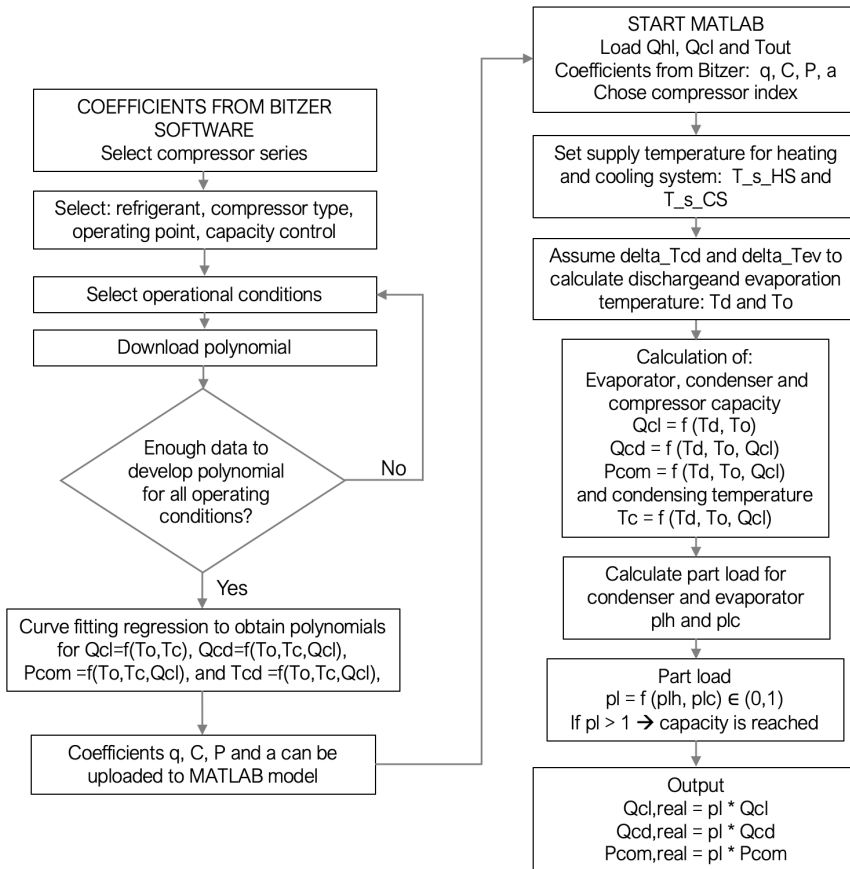 COEFFICIENTS FROM BITZER
SOFTWARE
Select compressor series
Select: refrigerant, compressor type,
operating point, capacity control
Select operational conditions
Download polynomial
Enough data to
develop polynomial
for all operating
conditions?
No
Yes
Curve fitting regression to obtain polynomials
for Qcl=f(To,Tc), Qcd=f(To,Tc,Qcl),
Pcom =f(To,Tc,Qcl), and Tcd =f(To,Tc,Qcl),
Coefficients q, C, P and a can be
uploaded to MATLAB model
START MATLAB
Load Qhl, Qcl and Tout
Coefficients from Bitzer: q, C, P, a
Chose compressor index
Set supply temperature for heating
and cooling system: T_s_HS and
T_s_CS
Assume delta_Tcd and delta_Tev to
calculate dischargeand evaporation
temperature: Td and To
Calculation of:
Evaporator, condenser and
compressor capacity
Qcl = f (Td, To)
Qcd = f (Td, To, Qcl)
Pcom = f (Td, To, Qcl)
and condensing temperature
Tc = f (Td, To, Qcl)
Calculate part load for
condenser and evaporator
plh and plc
Part load
pl = f (plh, plc) ∈ (0,1)
If pl > 1 → capacity is reached
Output
Qcl,real = pl * Qcl
Qcd,real = pl * Qcd
Pcom,real = pl * Pcom